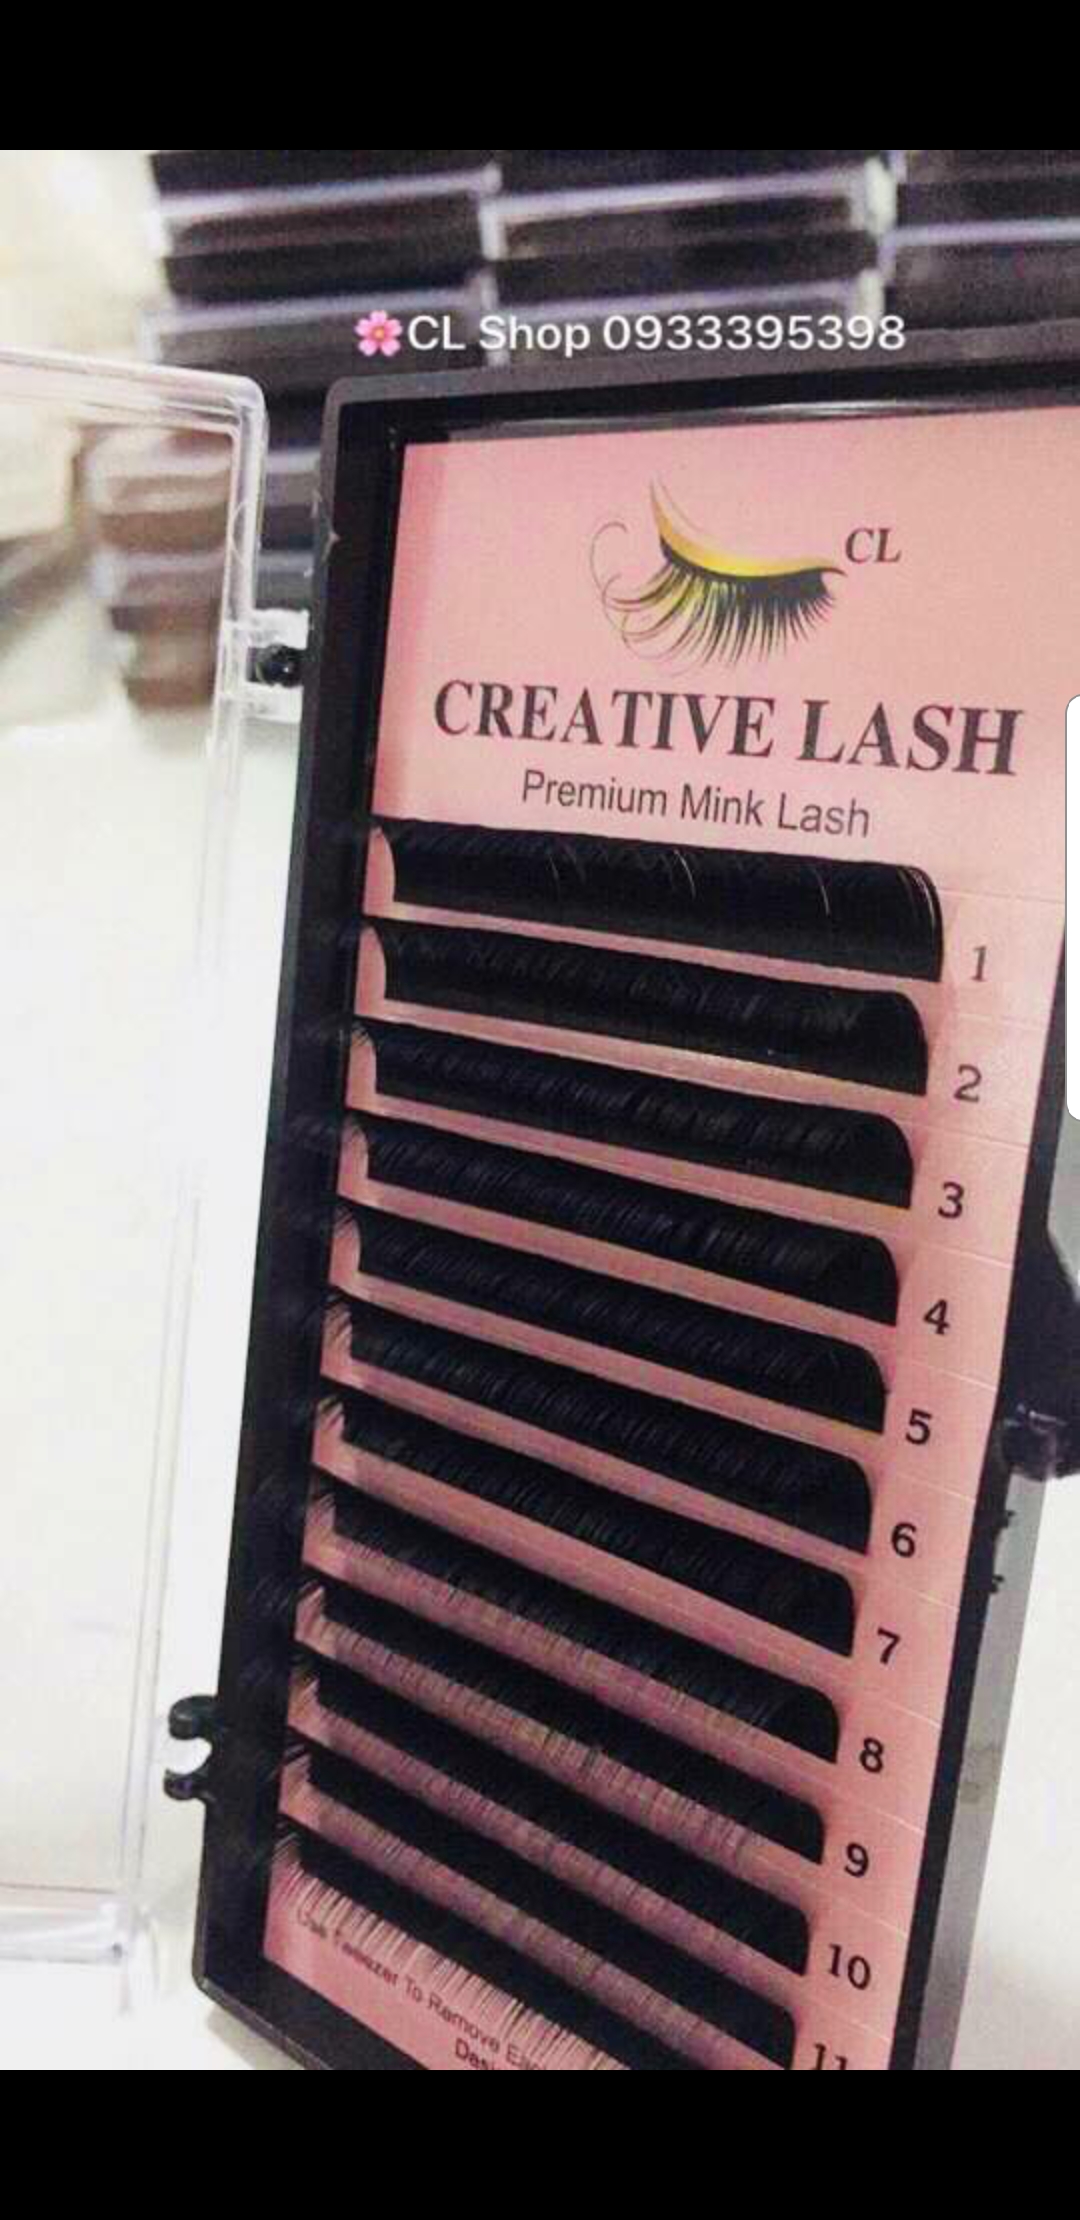 🌸CL Shop 0933395398
CL
CREATIVE LASH
Premium Mink Lash
1
2
3
4
5
6
7
8
9
10
11
Tweezer To Remove